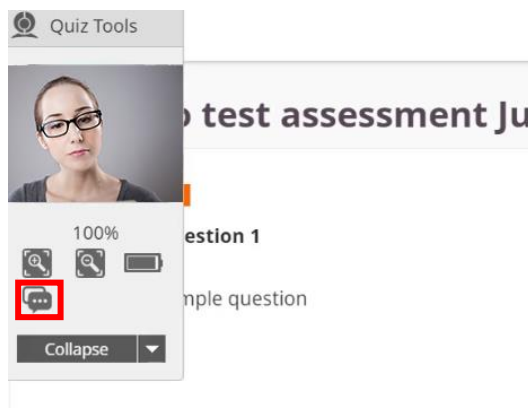 Quiz Tools
test assessment Ju
100%
estion 1
mple question
Collapse